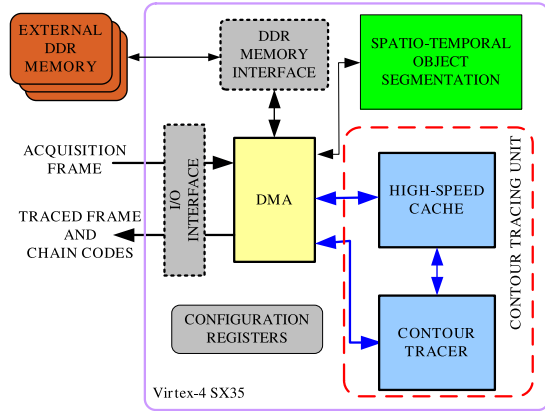 EXTERNAL
DDR
MEMORY
DDR
MEMORY
INTERFACE
SPATIO-TEMPORAL
OBJECT
SEGMENTATION
ACQUISITION
FRAME
I/O
INTERFACE
TRACED FRAME
AND
CHAIN CODES
DMA
HIGH-SPEED
CACHE
CONTOUR TRACING UNIT
CONTOUR
TRACER
CONFIGURATION
REGISTERS
Virtex-4 SX35